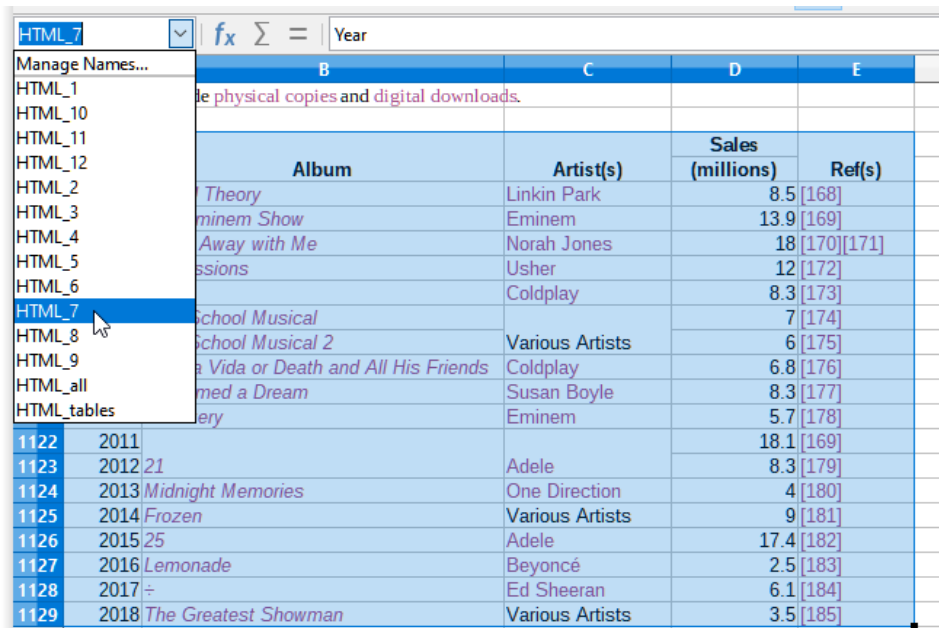 HTML_7 fx Σ = Year
Manage Names...
HTML_1
HTML_10
HTML_11
HTML_12
HTML_2
HTML_3
HTML_4
HTML_5
HTML_6
HTML_7
HTML_8
HTML_9
HTML_all
HTML_tables
B C D E
physical copies and digital downloads.
Sales
Album Artist(s) (millions) Ref(s)
Theory Linkin Park 8.5 [168]
Show Eminem 13.9 [169]
Away with Me Norah Jones 18 [170][171]
Usher 12 [172]
Coldplay 8.3 [173]
School Musical 7 [174]
School Musical 2 Various Artists 6 [175]
Vida or Death and All His Friends Coldplay 6.8 [176]
a Dream Susan Boyle 8.3 [177]
Eminem 5.7 [178]
1122 2011 18.1 [169]
1123 2012 21 Adele 8.3 [179]
1124 2013 Midnight Memories One Direction 4 [180]
1125 2014 Frozen Various Artists 9 [181]
1126 2015 25 Adele 17.4 [182]
1127 2016 Lemonade Beyoncé 2.5 [183]
1128 2017 ÷ Ed Sheeran 6.1 [184]
1129 2018 The Greatest Showman Various Artists 3.5 [185]